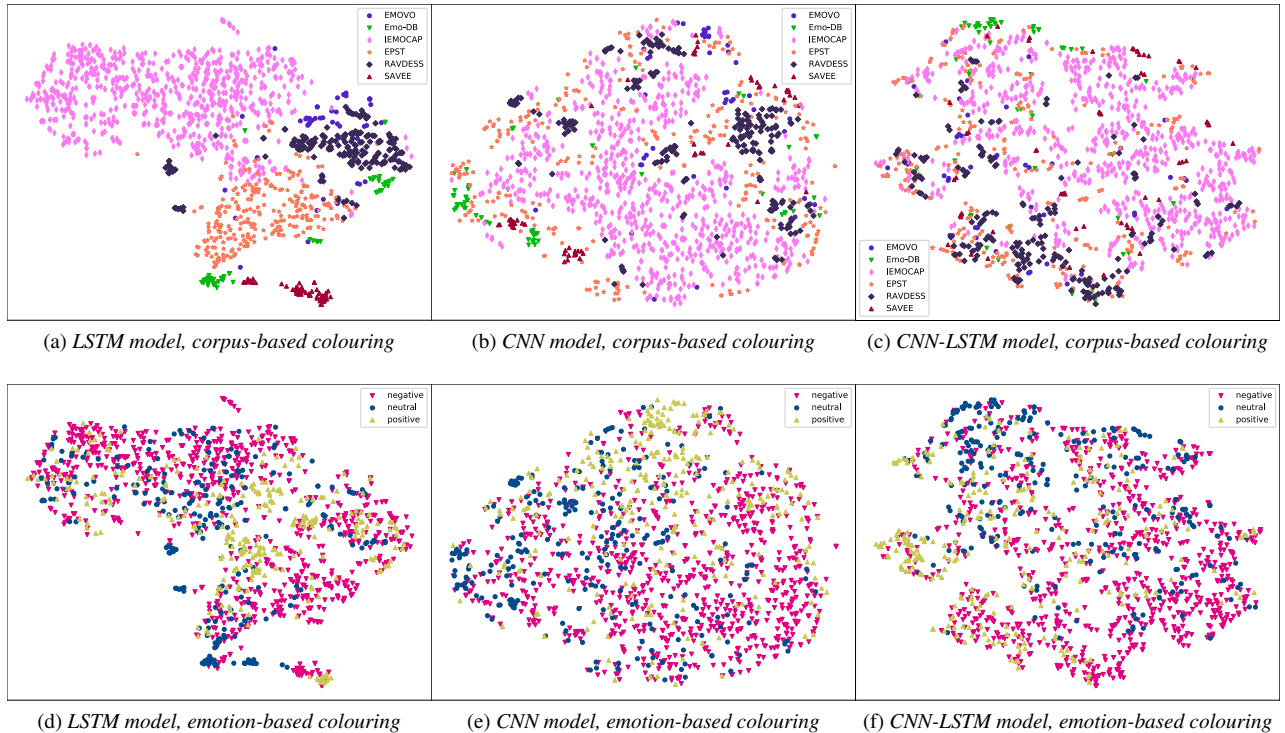 EMOVO
Emo-DB
IEMOCAP
EPST
RAVDESS
SAVEE
EMOVO
Emo-DB
IEMOCAP
EPST
RAVDESS
SAVEE
EMOVO
Emo-DB
IEMOCAP
EPST
RAVDESS
SAVEE
(a) LSTM model, corpus-based colouring
(b) CNN model, corpus-based colouring
(c) CNN-LSTM model, corpus-based colouring
negative
neutral
positive
negative
neutral
positive
negative
neutral
positive
(d) LSTM model, emotion-based colouring
(e) CNN model, emotion-based colouring
(f) CNN-LSTM model, emotion-based colouring